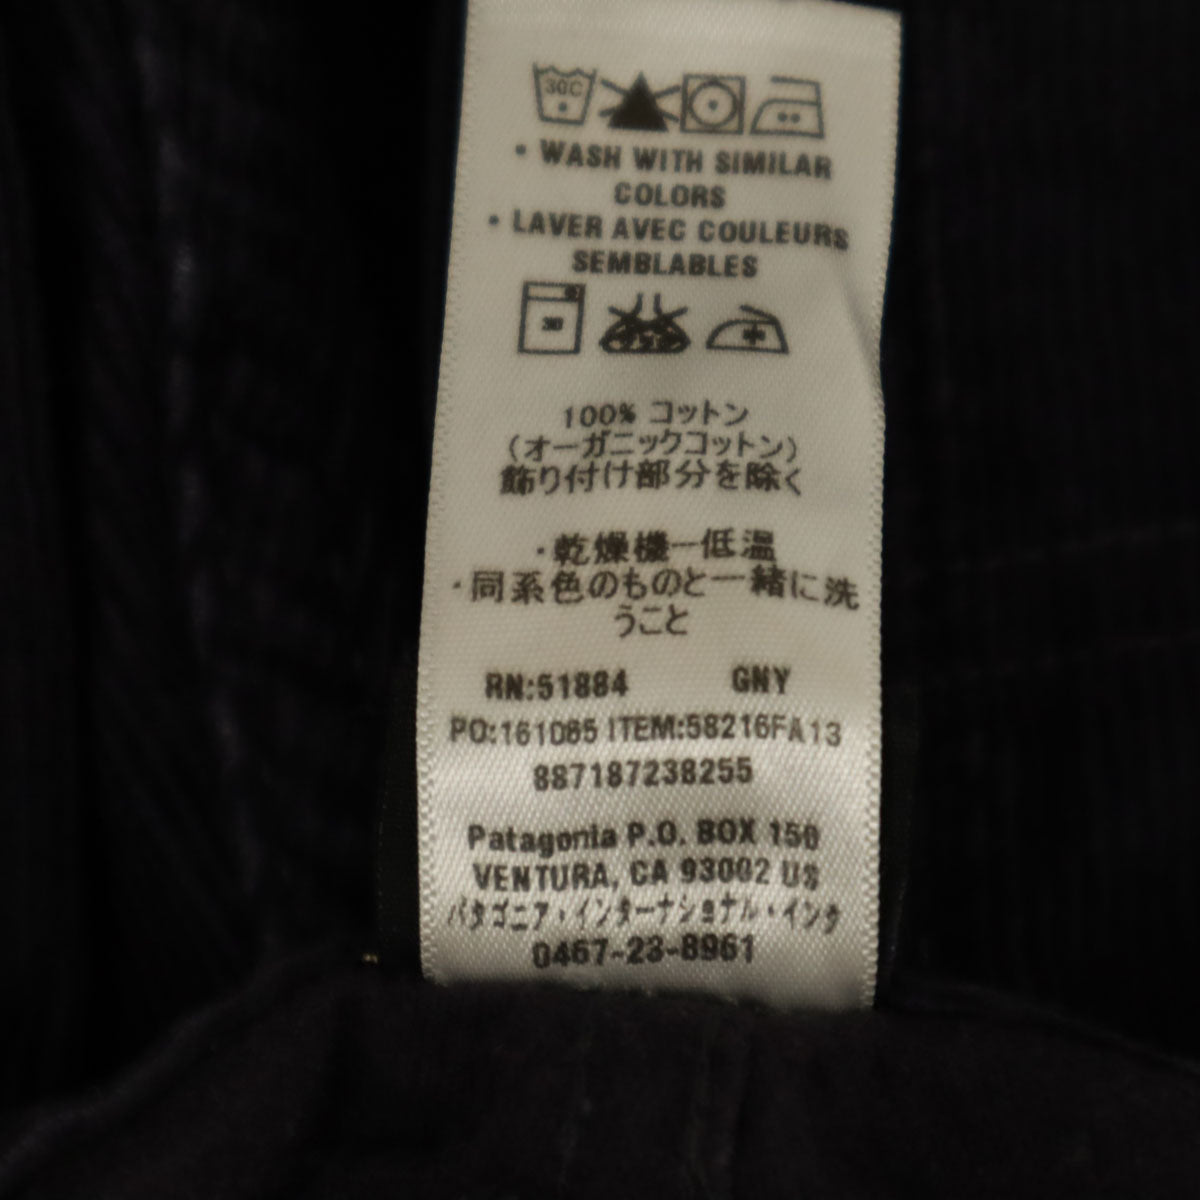 30C
• WASH WITH SIMILAR
COLORS
• LAVER AVEC COULEURS
SEMBLABLES
30
100% コットン
(オーガニックコットン)
飾り付け部分を除く
・乾燥機ー低温
・同系色のものと一緒に洗
うこと
RN:51884 GNY
PO:161065 ITEM:58216FA13
887187238255
Patagonia P.O. BOX 150
VENTURA, CA 93002 US
パタゴニア・インターナショナル・インク
0467-23-8961